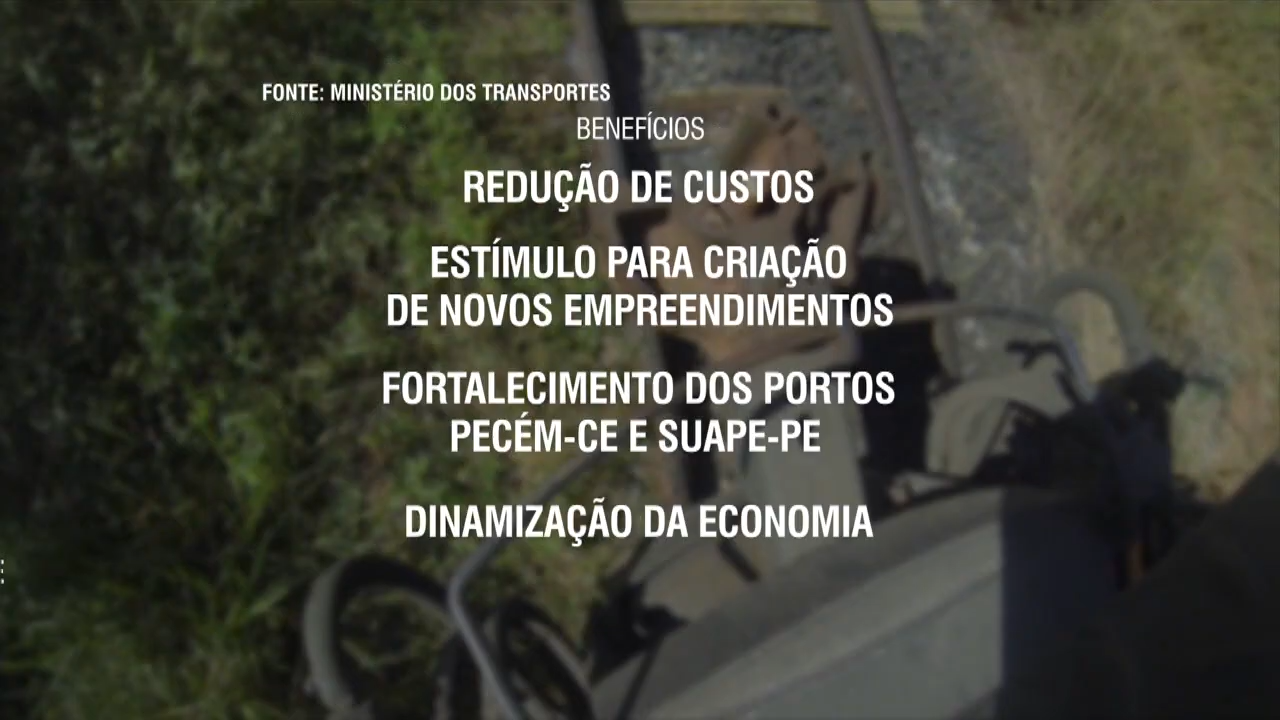 FONTE: MINISTÉRIO DOS TRANSPORTES
BENEFÍCIOS
REDUÇÃO DE CUSTOS
ESTÍMULO PARA CRIAÇÃO
DE NOVOS EMPREENDIMENTOS
FORTALECIMENTO DOS PORTOS
PECÉM-CE E SUAPE-PE
DINAMIZAÇÃO DA ECONOMIA